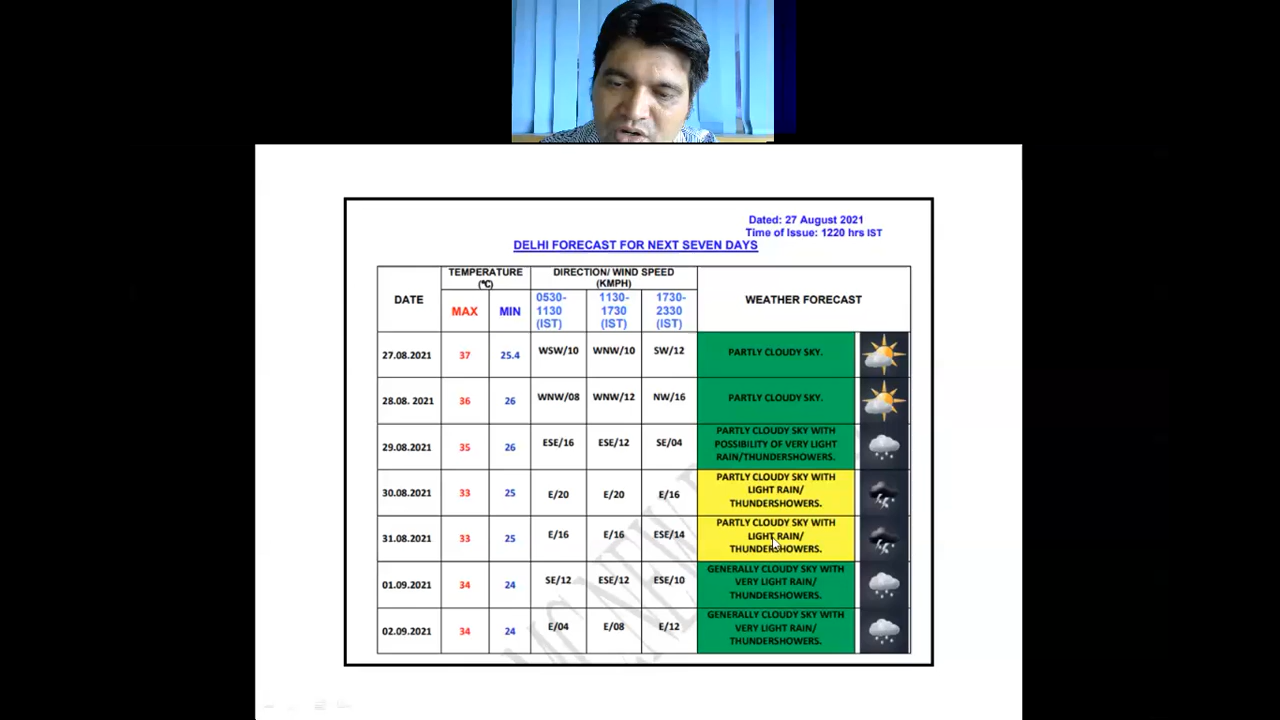 Dated: 27 August 2021
Time of Issue: 1220 hrs IST
DELHI FORECAST FOR NEXT SEVEN DAYS
DATE
TEMPERATURE
(°C)
DIRECTION/ WIND SPEED
(KMPH)
WEATHER FORECAST
MAX
MIN
0530-
1130
(IST)
1130-
1730
(IST)
1730-
2330
(IST)
27.08.2021 37 25.4 WSW/10 WNW/10 SW/12 PARTLY CLOUDY SKY.
28.08. 2021 36 26 WNW/08 WNW/12 NW/16 PARTLY CLOUDY SKY.
29.08.2021 35 26 ESE/16 ESE/12 SE/04
PARTLY CLOUDY SKY WITH
POSSIBILITY OF VERY LIGHT
RAIN/THUNDERSHOWERS.
30.08.2021 33 25 E/20 E/20 E/16
PARTLY CLOUDY SKY WITH
LIGHT RAIN/
THUNDERSHOWERS.
31.08.2021 33 25 E/16 E/16 ESE/14
PARTLY CLOUDY SKY WITH
LIGHT RAIN/
THUNDERSHOWERS.
01.09.2021 34 24 SE/12 ESE/12 ESE/10
GENERALLY CLOUDY SKY WITH
VERY LIGHT RAIN/
THUNDERSHOWERS.
02.09.2021 34 24 E/04 E/08 E/12
GENERALLY CLOUDY SKY WITH
VERY LIGHT RAIN/
THUNDERSHOWERS.